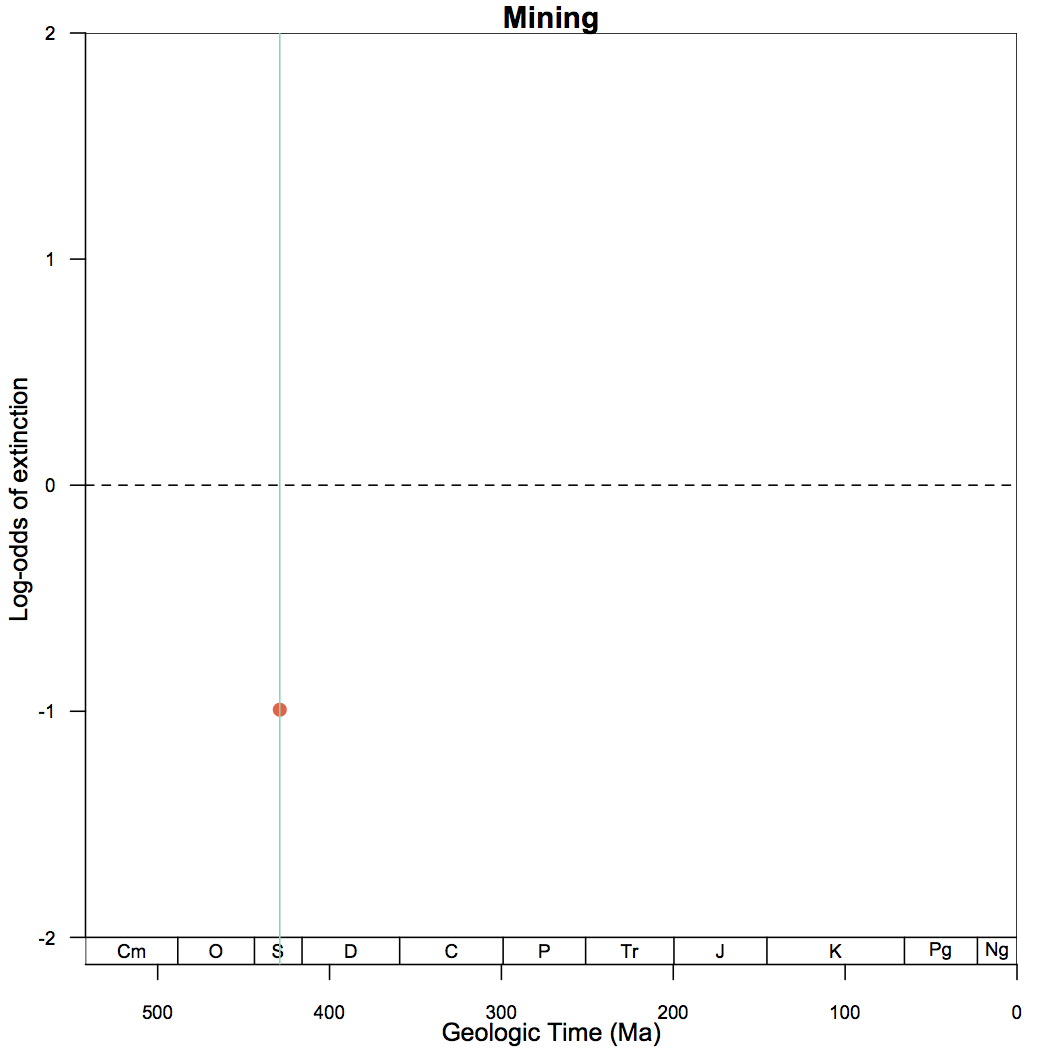 Mining
2
1
0
-1
-2
Log-odds of extinction
Cm O S D C P Tr J K Pg Ng
500 400 300 200 100 0
Geologic Time (Ma)